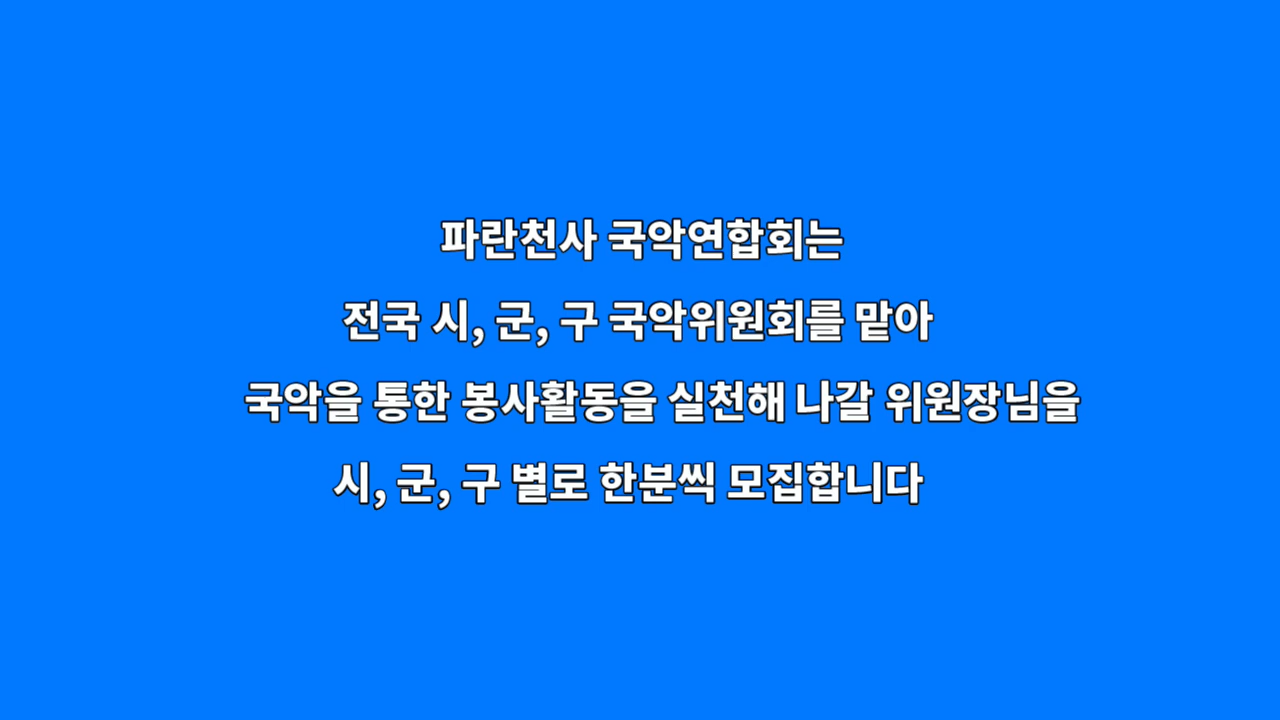 파란천사 국악연합회는
전국 시, 군, 구 국악위원회를 맡아
국악을 통한 봉사활동을 실천해 나갈 위원장님을
시, 군, 구 별로 한분씩 모집합니다